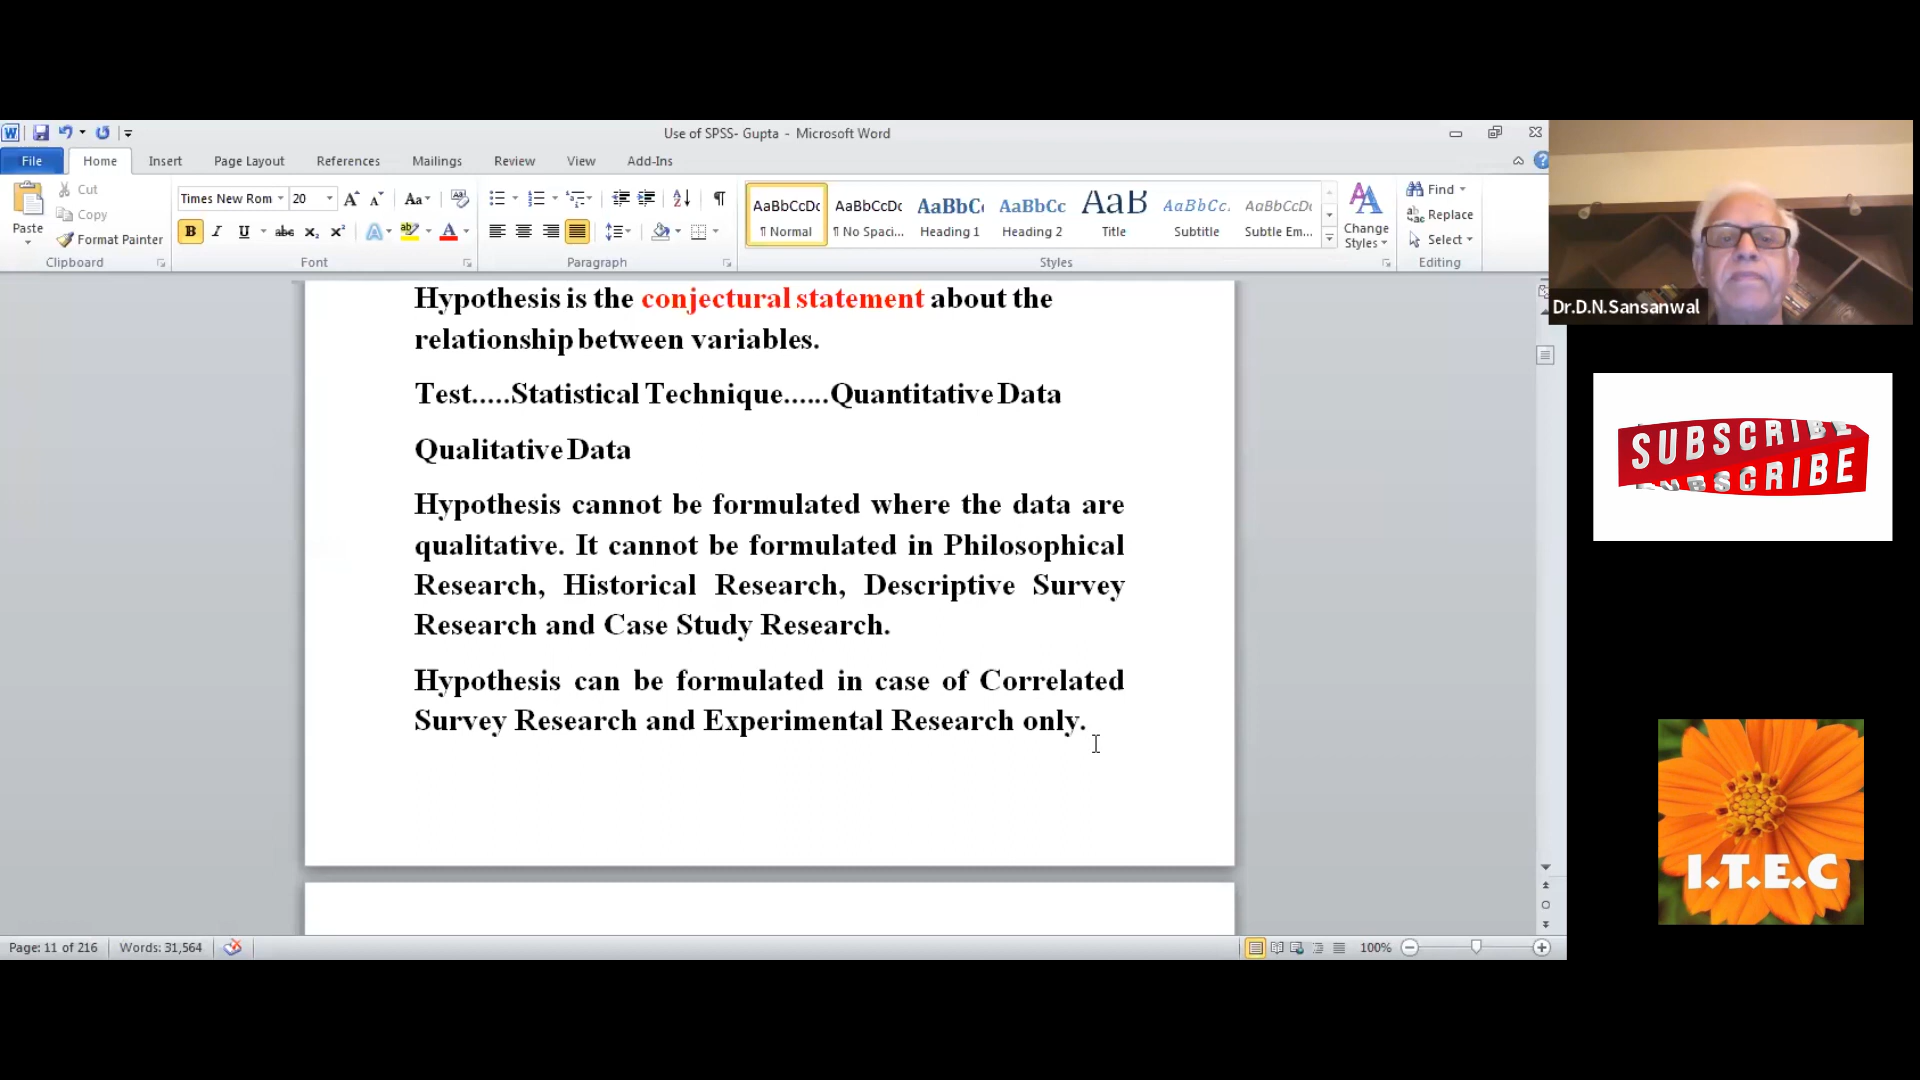 Use of SPSS- Gupta - Microsoft Word
File Home Insert Page Layout References Mailings Review View Add-Ins
Paste
Cut
Copy
Format Painter
Clipboard
Times New Rom 20
Font
Paragraph
AaBbCcDc AaBbCcDc AaBbC AaBbCc AaB AaBbCc. AaBbCcDc
¶ Normal ¶ No Spaci... Heading 1 Heading 2 Title Subtitle Subtle Em...
Styles
Change
Styles
Find
Replace
Select
Editing
Dr.D.N.Sansanwal
Hypothesis is the conjectural statement about the
relationship between variables.
Test.....Statistical Technique......Quantitative Data
Qualitative Data
Hypothesis cannot be formulated where the data are
qualitative. It cannot be formulated in Philosophical
Research, Historical Research, Descriptive Survey
Research and Case Study Research.
Hypothesis can be formulated in case of Correlated
Survey Research and Experimental Research only.
SUBSCRIBE
SUBSCRIBE
I.T.E.C
Page: 11 of 216 Words: 31,564
100%